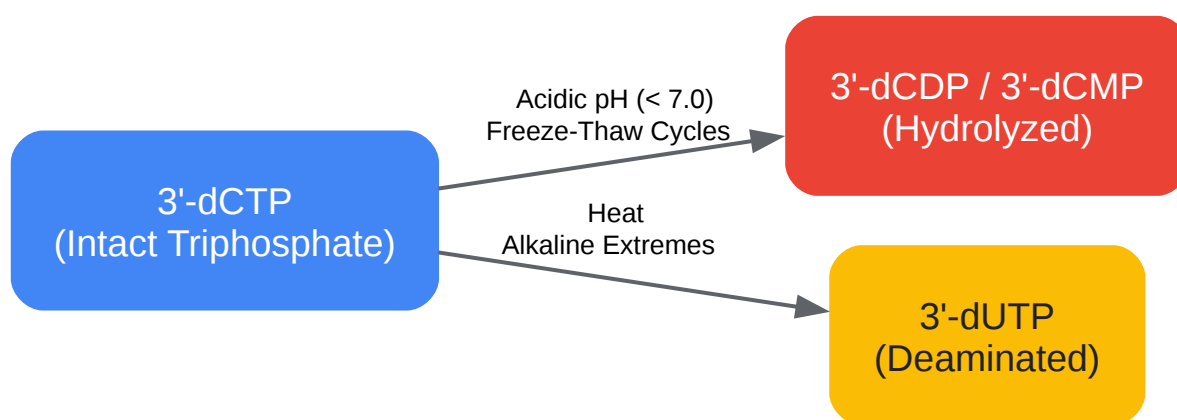 3'-dCTP
(Intact Triphosphate)
Acidic pH (< 7.0)
Freeze-Thaw Cycles
3'-dCDP / 3'-dCMP
(Hydrolyzed)
Heat
Alkaline Extremes
3'-dUTP
(Deaminated)